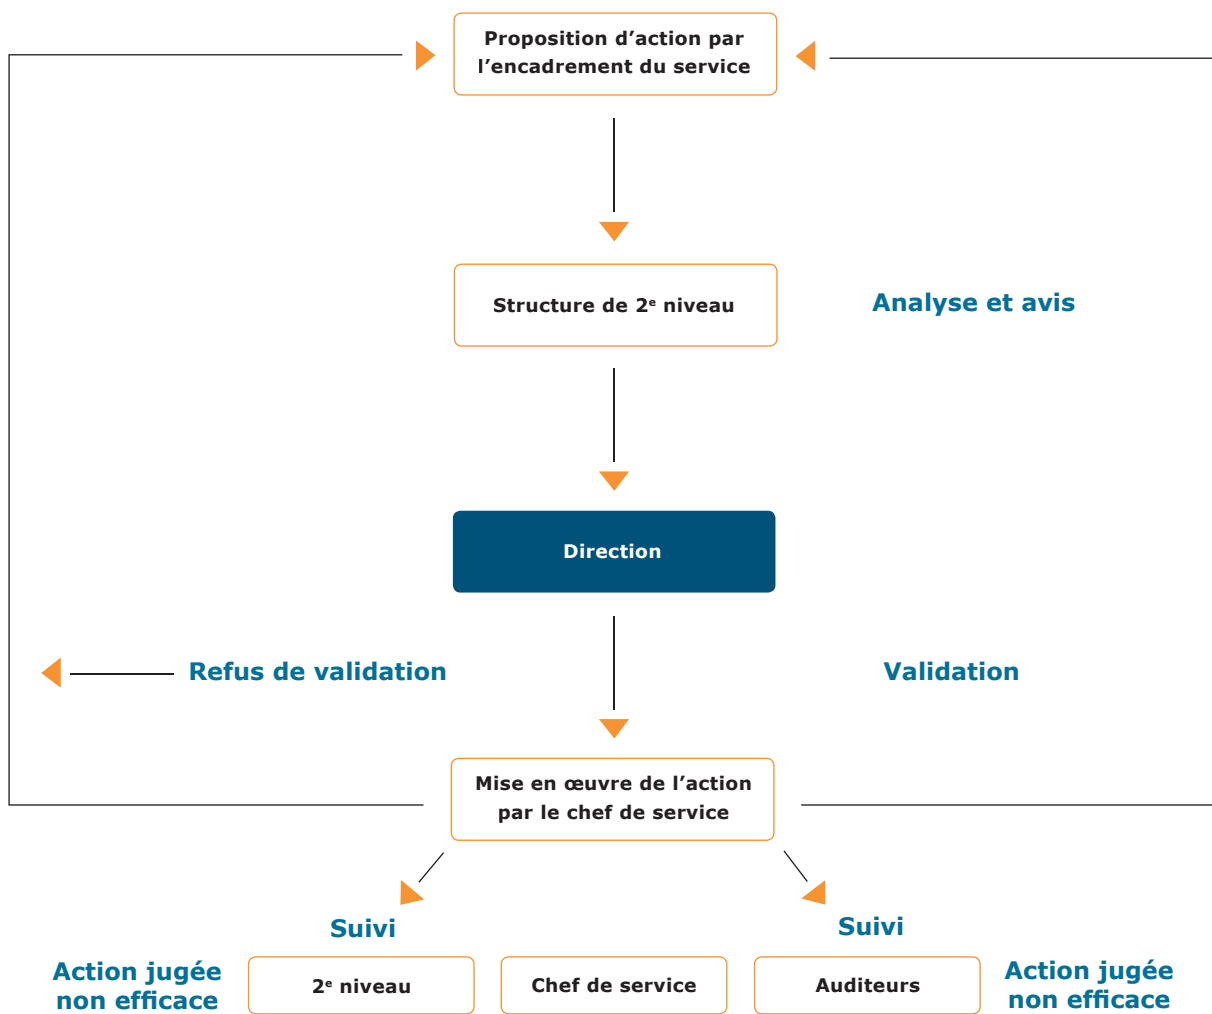 Proposition d’action par
l’encadrement du service
Structure de 2e niveau
Analyse et avis
Direction
Refus de validation
Validation
Mise en œuvre de l’action
par le chef de service
Suivi
Suivi
Action jugée
non efficace
2e niveau
Chef de service
Auditeurs
Action jugée
non efficace